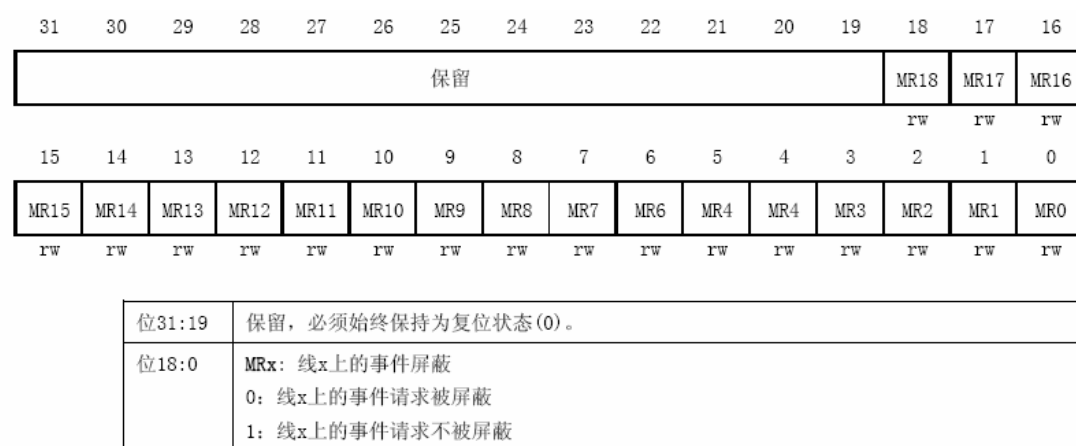 31 30 29 28 27 26 25 24 23 22 21 20 19 18 17 16
保留 MR18 MR17 MR16
rw rw rw
15 14 13 12 11 10 9 8 7 6 5 4 3 2 1 0
MR15 MR14 MR13 MR12 MR11 MR10 MR9 MR8 MR7 MR6 MR4 MR4 MR3 MR2 MR1 MR0
rw rw rw rw rw rw rw rw rw rw rw rw rw rw rw rw
位31:19 保留，必须始终保持为复位状态(0)。
位18:0 MRx: 线x上的事件屏蔽
0: 线x上的事件请求被屏蔽
1: 线x上的事件请求不被屏蔽